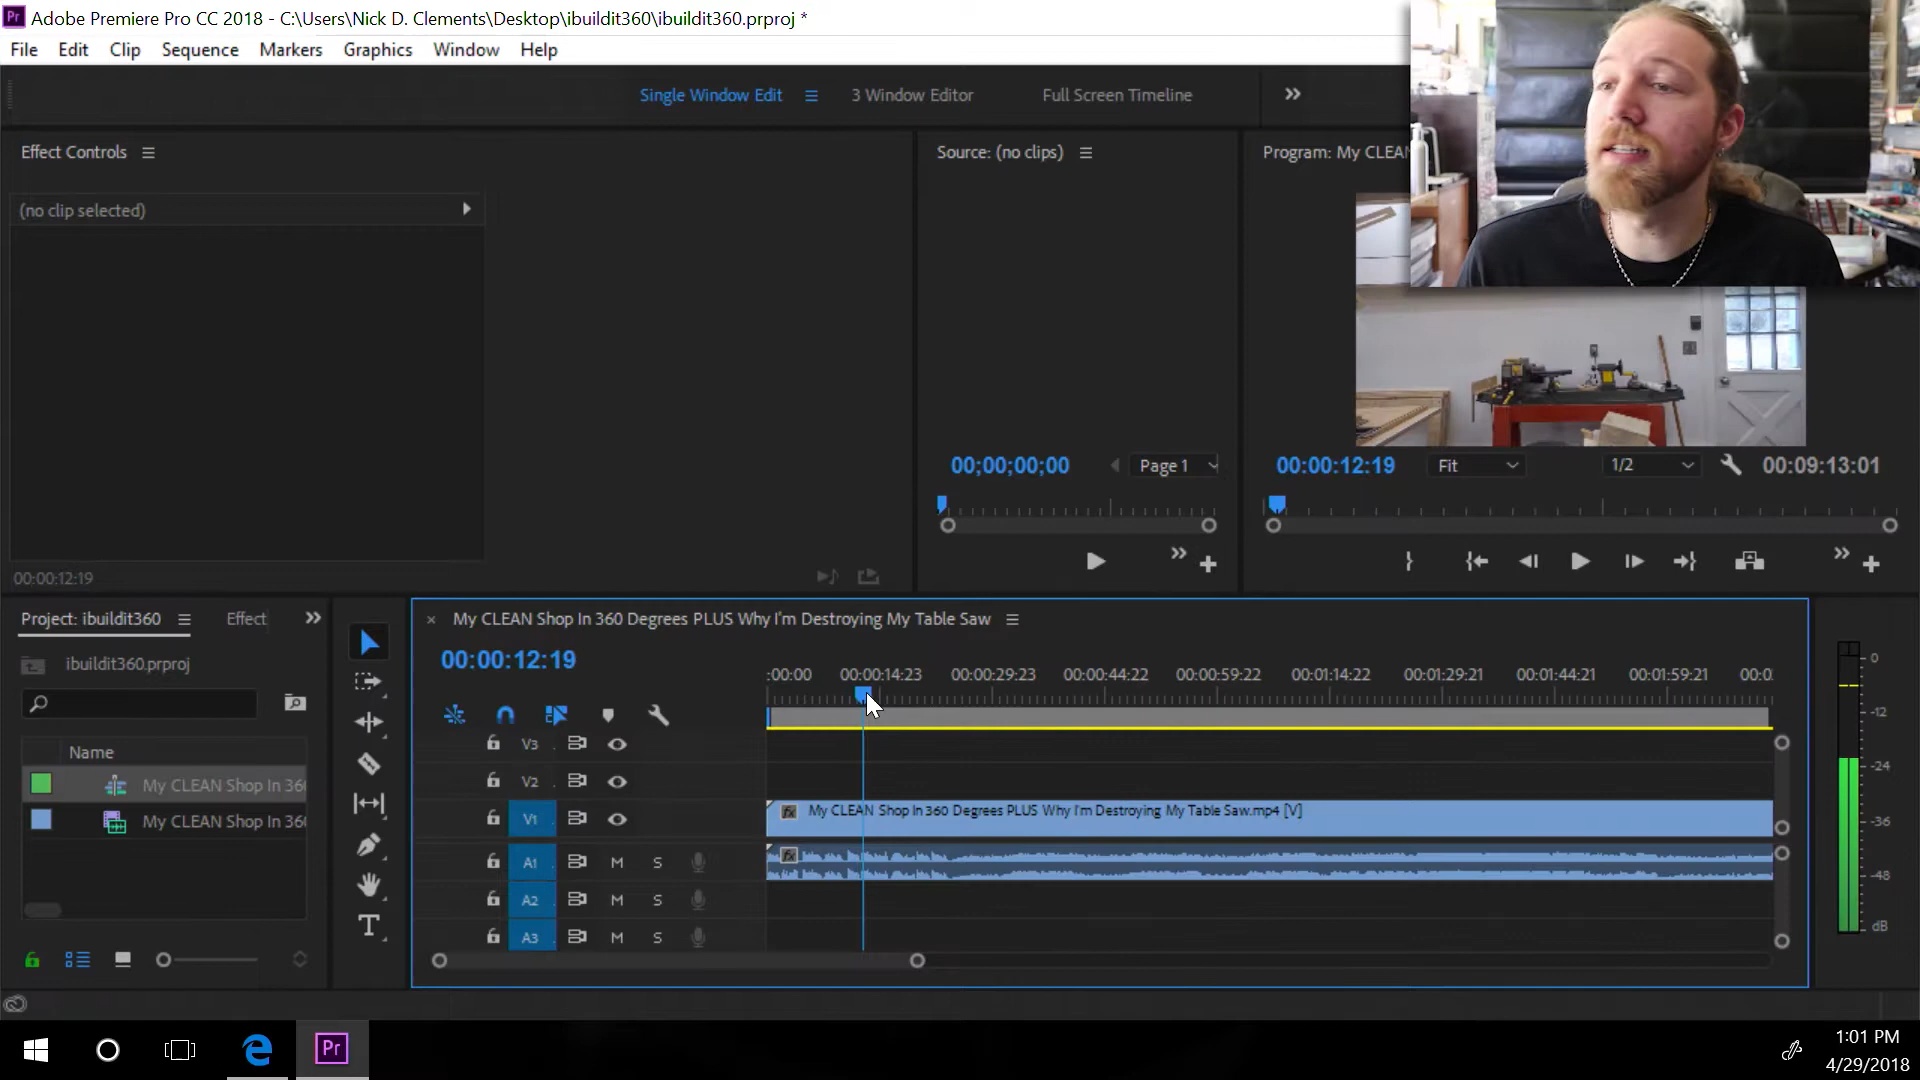 Pr Adobe Premiere Pro CC 2018 - C:\Users\Nick D. Clements\Desktop\ibuildit360\ibuildit360.prproj *
File Edit Clip Sequence Markers Graphics Window Help
Single Window Edit 3 Window Editor Full Screen Timeline
Effect Controls
Source: (no clips)
Program: My CLEAN
(no clip selected)
00;00;00;00
Page 1
00:00:12:19
Fit
1/2
00:09:13:01
00:00:12:19
Project: ibuildit360
Effect
ibuildit360.prproj
Name
My CLEAN Shop In 360
My CLEAN Shop In 360
T
× My CLEAN Shop In 360 Degrees PLUS Why I'm Destroying My Table Saw
00:00:12:19
:00:00 00:00:14:23 00:00:29:23 00:00:44:22 00:00:59:22 00:01:14:22 00:01:29:21 00:01:44:21 00:01:59:21 00:0
V3
V2
V1
fx My CLEAN Shop In 360 Degrees PLUS Why I'm Destroying My Table Saw.mp4 [V]
A1 M S fx
A2 M S
A3 M S
0
-12
-24
-36
-48
dB
Pr
1:01 PM
4/29/2018